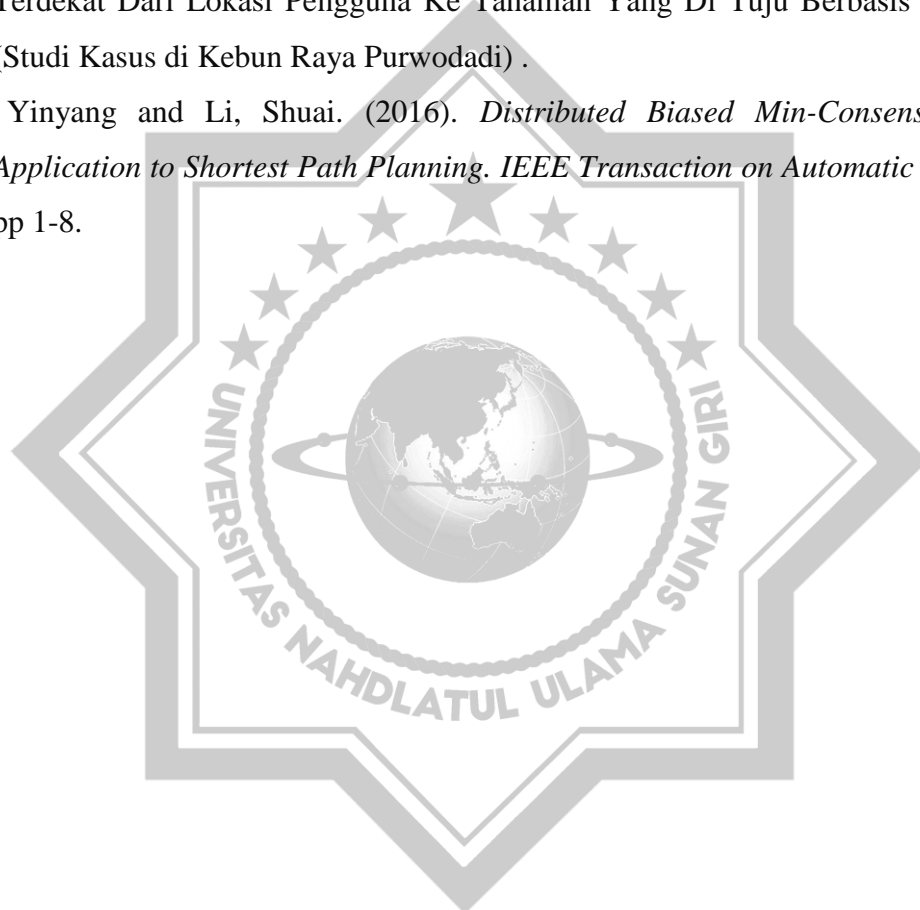 Terdekat Dari Lokasi Pengguna Ke Tanaman Yang Di Tuju Berbasis
(Studi Kasus di Kebun Raya Purwodadi) .
Yinyang and Li, Shuai. (2016). Distributed Biased Min-Consens
Application to Shortest Path Planning. IEEE Transaction on Automatic
pp 1-8.
UNIVERSITAS NAHDLATUL ULAMA SUNAN GIRI